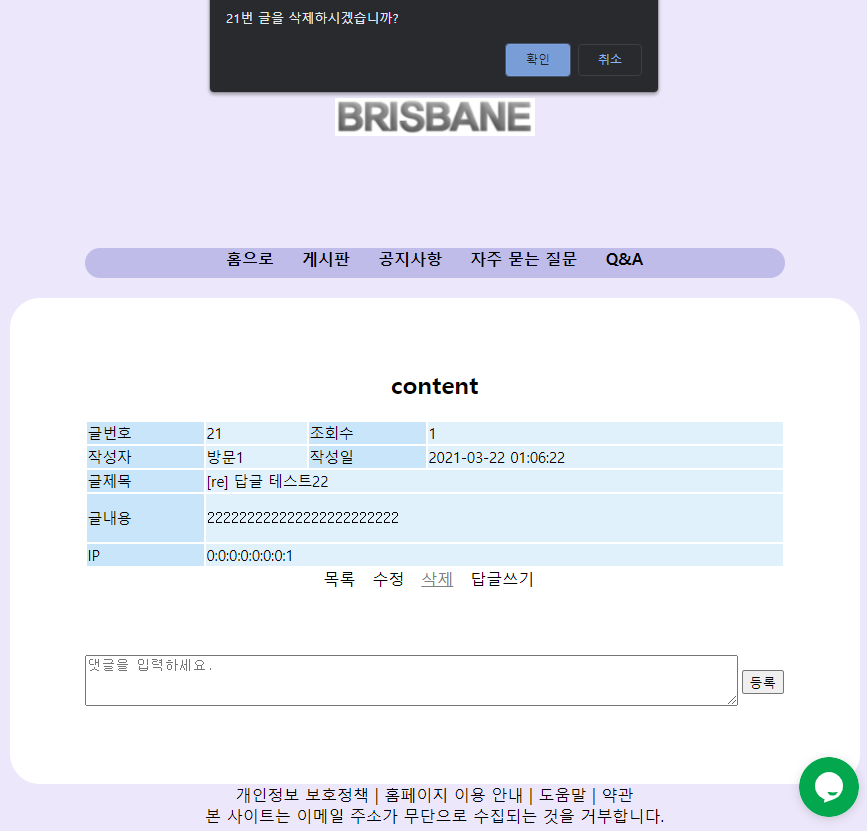 21번 글을 삭제하시겠습니까?
확인 취소
BRISBANE
홈으로 게시판 공지사항 자주 묻는 질문 Q&A
content
글번호 21 조회수 1
작성자 방문1 작성일 2021-03-22 01:06:22
글제목 [re] 답글 테스트22
글내용 222222222222222222222222
IP 0:0:0:0:0:0:0:1
목록 수정 삭제 답글쓰기
댓글을 입력하세요.
등록
개인정보 보호정책 | 홈페이지 이용 안내 | 도움말 | 약관
본 사이트는 이메일 주소가 무단으로 수집되는 것을 거부합니다.